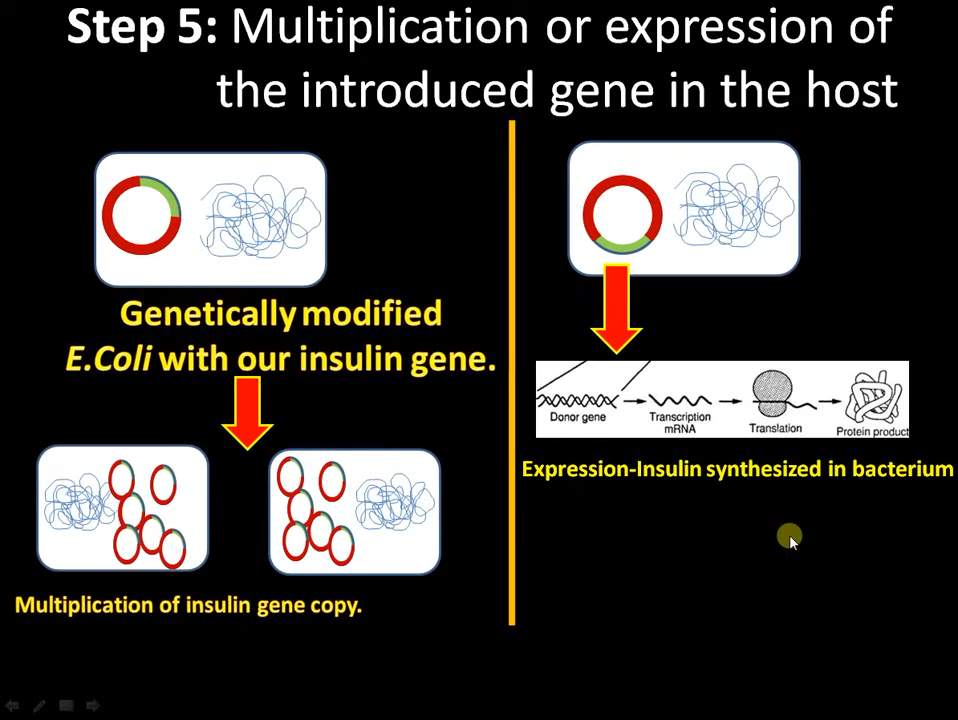 Step 5: Multiplication or expression of
the introduced gene in the host
Genetically modified
E.Coli with our insulin gene.
Multiplication of insulin gene copy.
Donor gene
Transcription
mRNA
Translation
Protein product
Expression-Insulin synthesized in bacterium